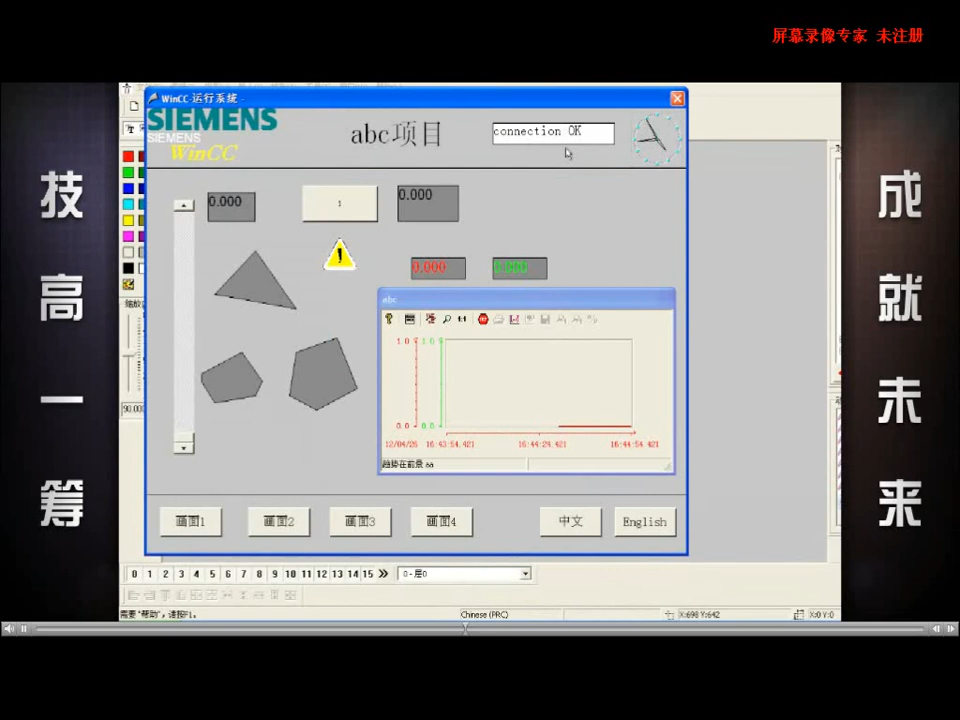 屏幕录像专家 未注册
WinCC-运行系统 -
SIEMENS
SIEMENS
WinCC
abc项目
connection OK
技高一筹
成就未来
0.000
1
0.000
0.000
0.000
abc
1:1
1.0 1.0
0.0 0.0
12/04/25 16:43:54.421 16:44:24.421 16:44:54.421
趋势在前景 aa
90.000
画面1
画面2
画面3
画面4
中文
English
0 1 2 3 4 5 6 7 8 9 10 11 12 13 14 15
0 - 层0
需要"帮助"，请按F1。
Chinese (PRC)
X:698 Y:642
X:0 Y:0